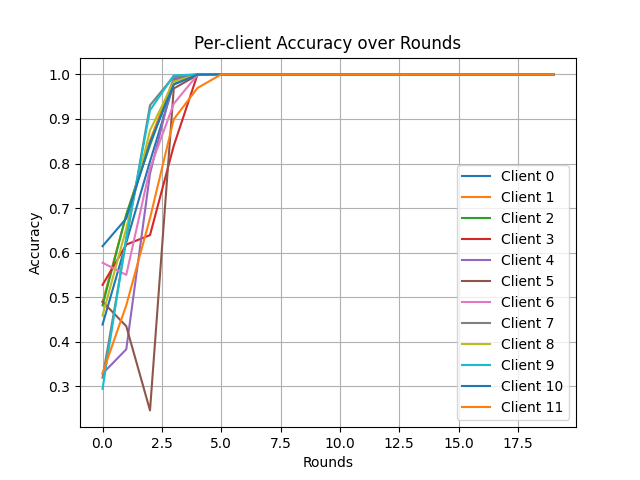 Per-client Accuracy over Rounds
Accuracy
1.0
0.9
0.8
0.7
0.6
0.5
0.4
0.3
0.0
2.5
5.0
7.5
10.0
12.5
15.0
17.5
Rounds
Client 0
Client 1
Client 2
Client 3
Client 4
Client 5
Client 6
Client 7
Client 8
Client 9
Client 10
Client 11